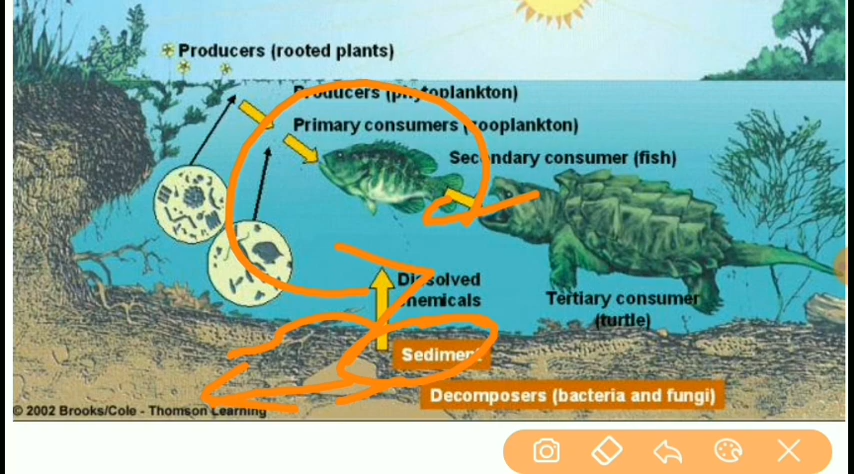 Producers (rooted plants)
Producers (phytoplankton)
Primary consumers (zooplankton)
Secondary consumer (fish)
Dissolved
chemicals
Tertiary consumer
(turtle)
Sediment
Decomposers (bacteria and fungi)
© 2002 Brooks/Cole - Thomson Learning